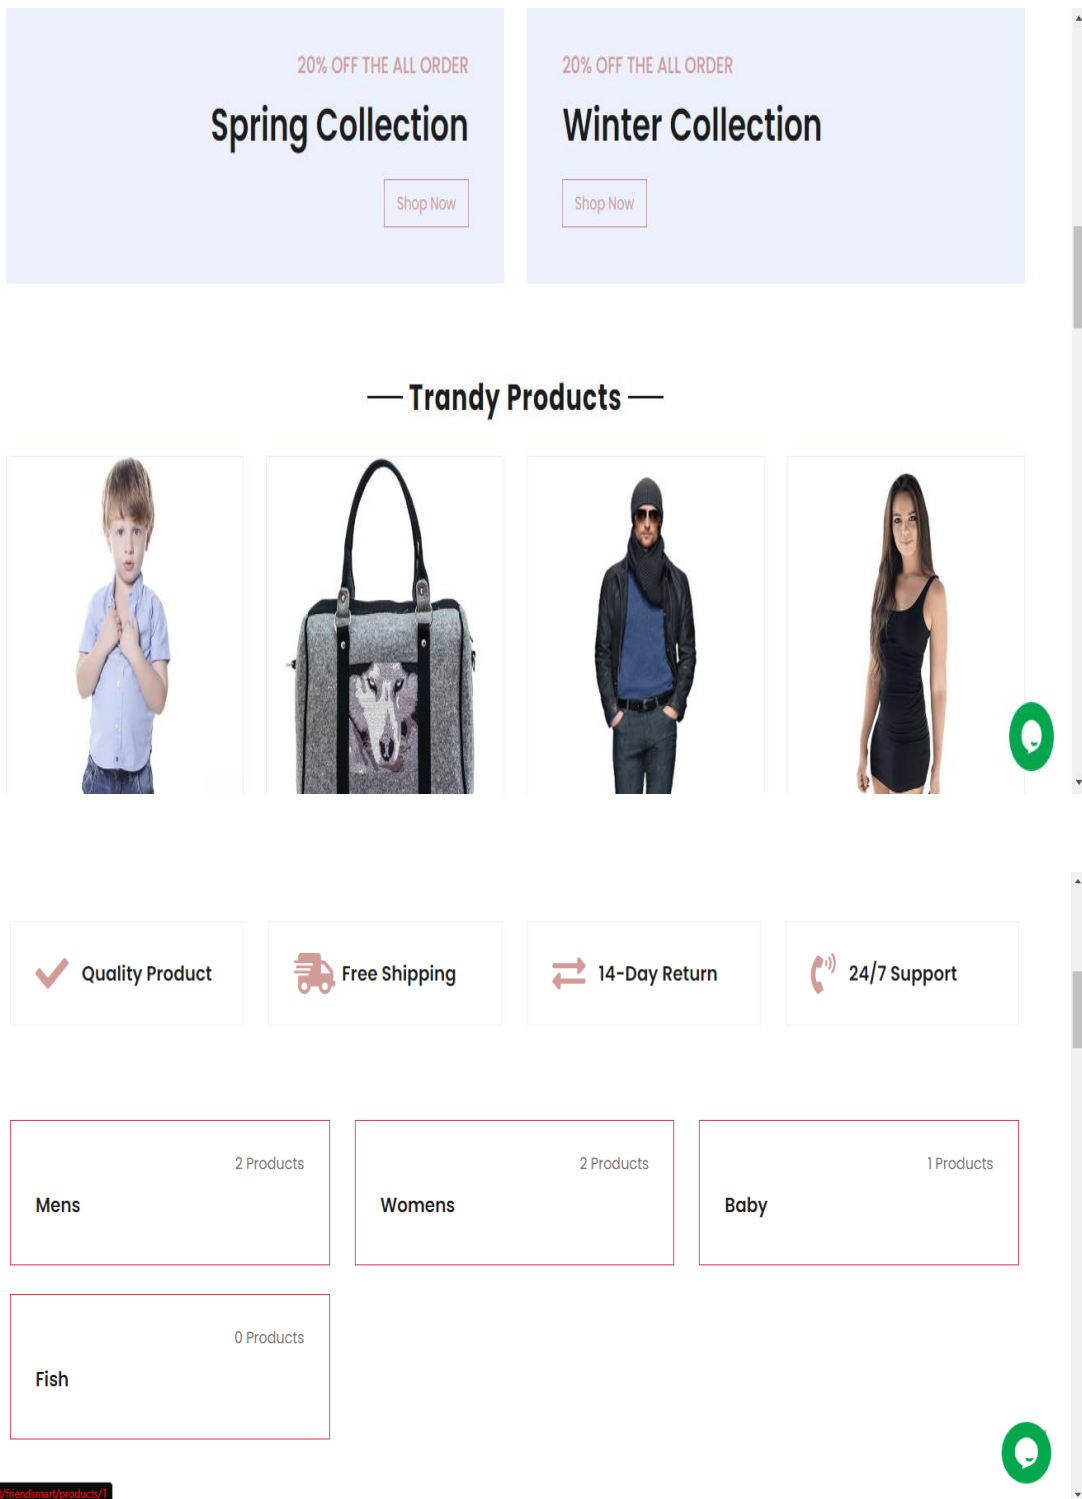 20% OFF THE ALL ORDER
Spring Collection
Shop Now
20% OFF THE ALL ORDER
Winter Collection
Shop Now
Trandy Products
Quality Product
Free Shipping
14-Day Return
24/7 Support
2 Products
Mens
2 Products
Womens
1 Products
Baby
0 Products
Fish
/friendsmart/products/1